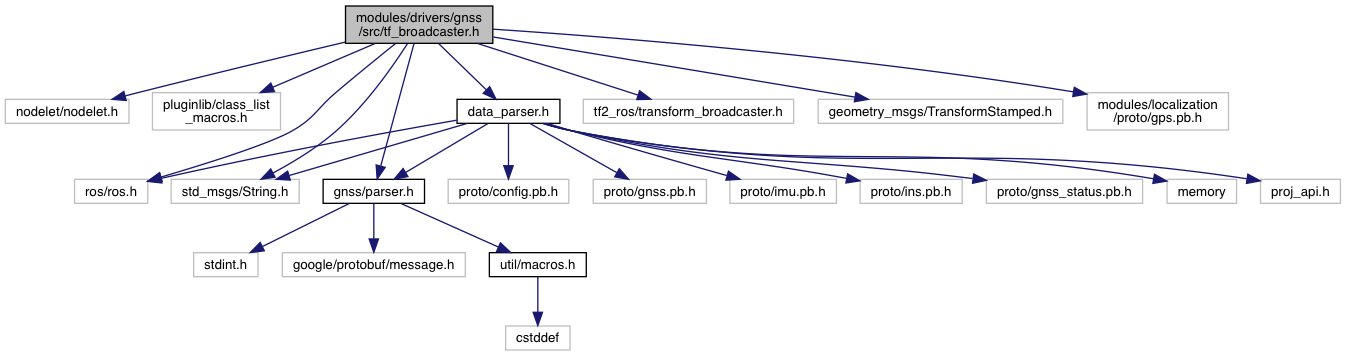 modules/drivers/gnss
/src/tf_broadcaster.h
nodelet/nodelet.h
pluginlib/class_list
_macros.h
data_parser.h
tf2_ros/transform_broadcaster.h
geometry_msgs/TransformStamped.h
modules/localization
/proto/gps.pb.h
ros/ros.h
std_msgs/String.h
gnss/parser.h
proto/config.pb.h
proto/gnss.pb.h
proto/imu.pb.h
proto/ins.pb.h
proto/gnss_status.pb.h
memory
proj_api.h
stdint.h
google/protobuf/message.h
util/macros.h
cstddef